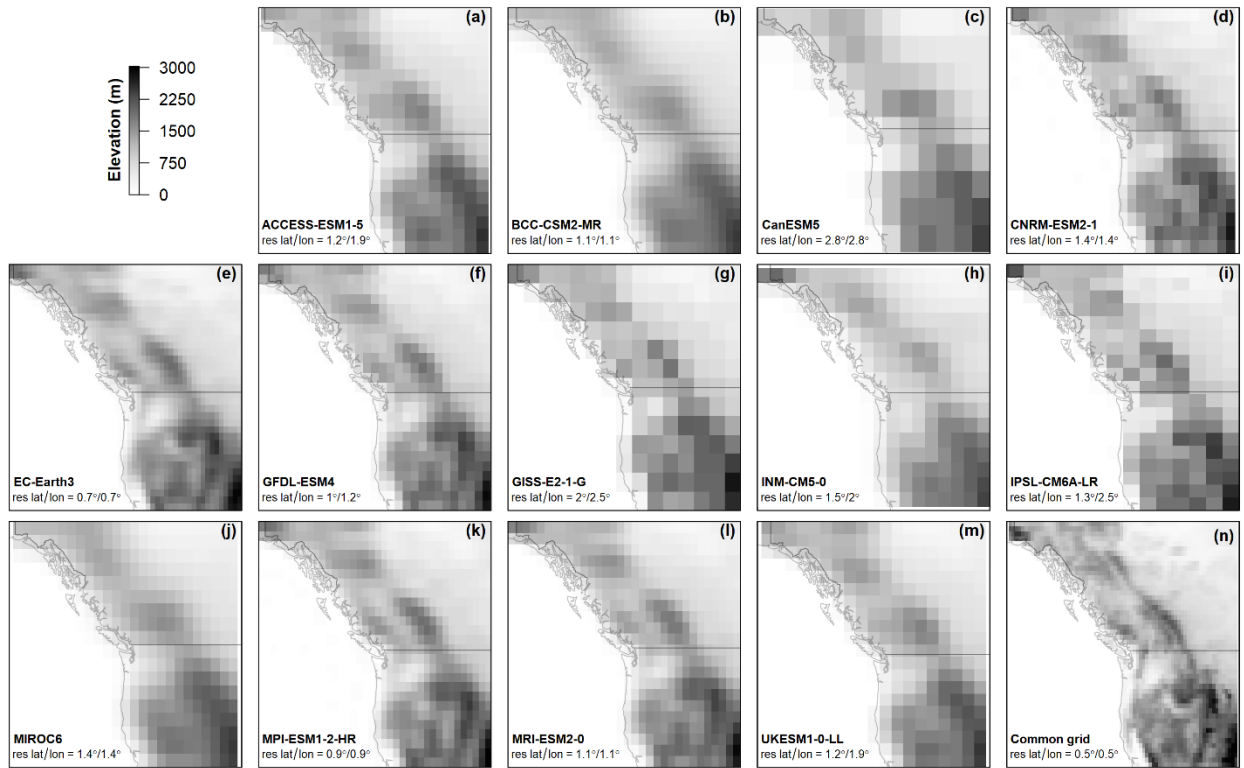 Elevation (m)
3000
2250
1500
750
0
(a)
ACCESS-ESM1-5
res lat/lon = 1.2°/1.9°
(b)
BCC-CSM2-MR
res lat/lon = 1.1°/1.1°
(c)
CanESM5
res lat/lon = 2.8°/2.8°
(d)
CNRM-ESM2-1
res lat/lon = 1.4°/1.4°
(e)
EC-Earth3
res lat/lon = 0.7°/0.7°
(f)
GFDL-ESM4
res lat/lon = 1°/1.2°
(g)
GISS-E2-1-G
res lat/lon = 2°/2.5°
(h)
INM-CM5-0
res lat/lon = 1.5°/2°
(i)
IPSL-CM6A-LR
res lat/lon = 1.3°/2.5°
(j)
MIROC6
res lat/lon = 1.4°/1.4°
(k)
MPI-ESM1-2-HR
res lat/lon = 0.9°/0.9°
(l)
MRI-ESM2-0
res lat/lon = 1.1°/1.1°
(m)
UKESM1-0-LL
res lat/lon = 1.2°/1.9°
(n)
Common grid
res lat/lon = 0.5°/0.5°